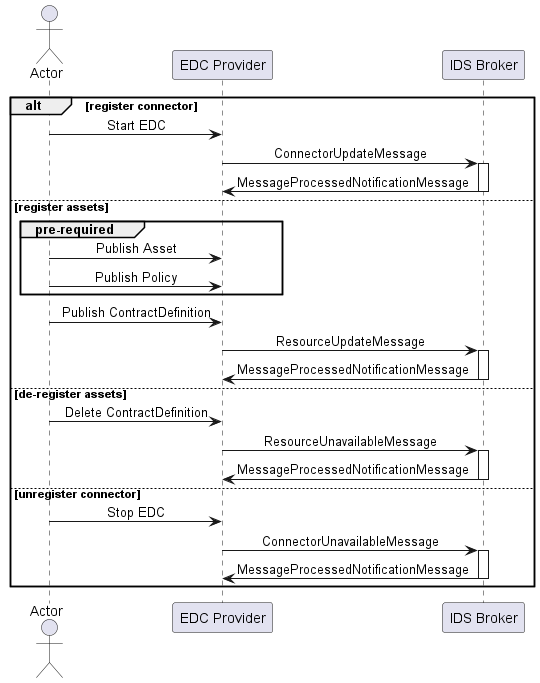 Actor
EDC Provider
IDS Broker
alt
[register connector]
Start EDC
ConnectorUpdateMessage
MessageProcessedNotificationMessage
[register assets]
pre-required
Publish Asset
Publish Policy
Publish ContractDefinition
ResourceUpdateMessage
MessageProcessedNotificationMessage
[de-register assets]
Delete ContractDefinition
ResourceUnavailableMessage
MessageProcessedNotificationMessage
[unregister connector]
Stop EDC
ConnectorUnavailableMessage
MessageProcessedNotificationMessage
Actor
EDC Provider
IDS Broker